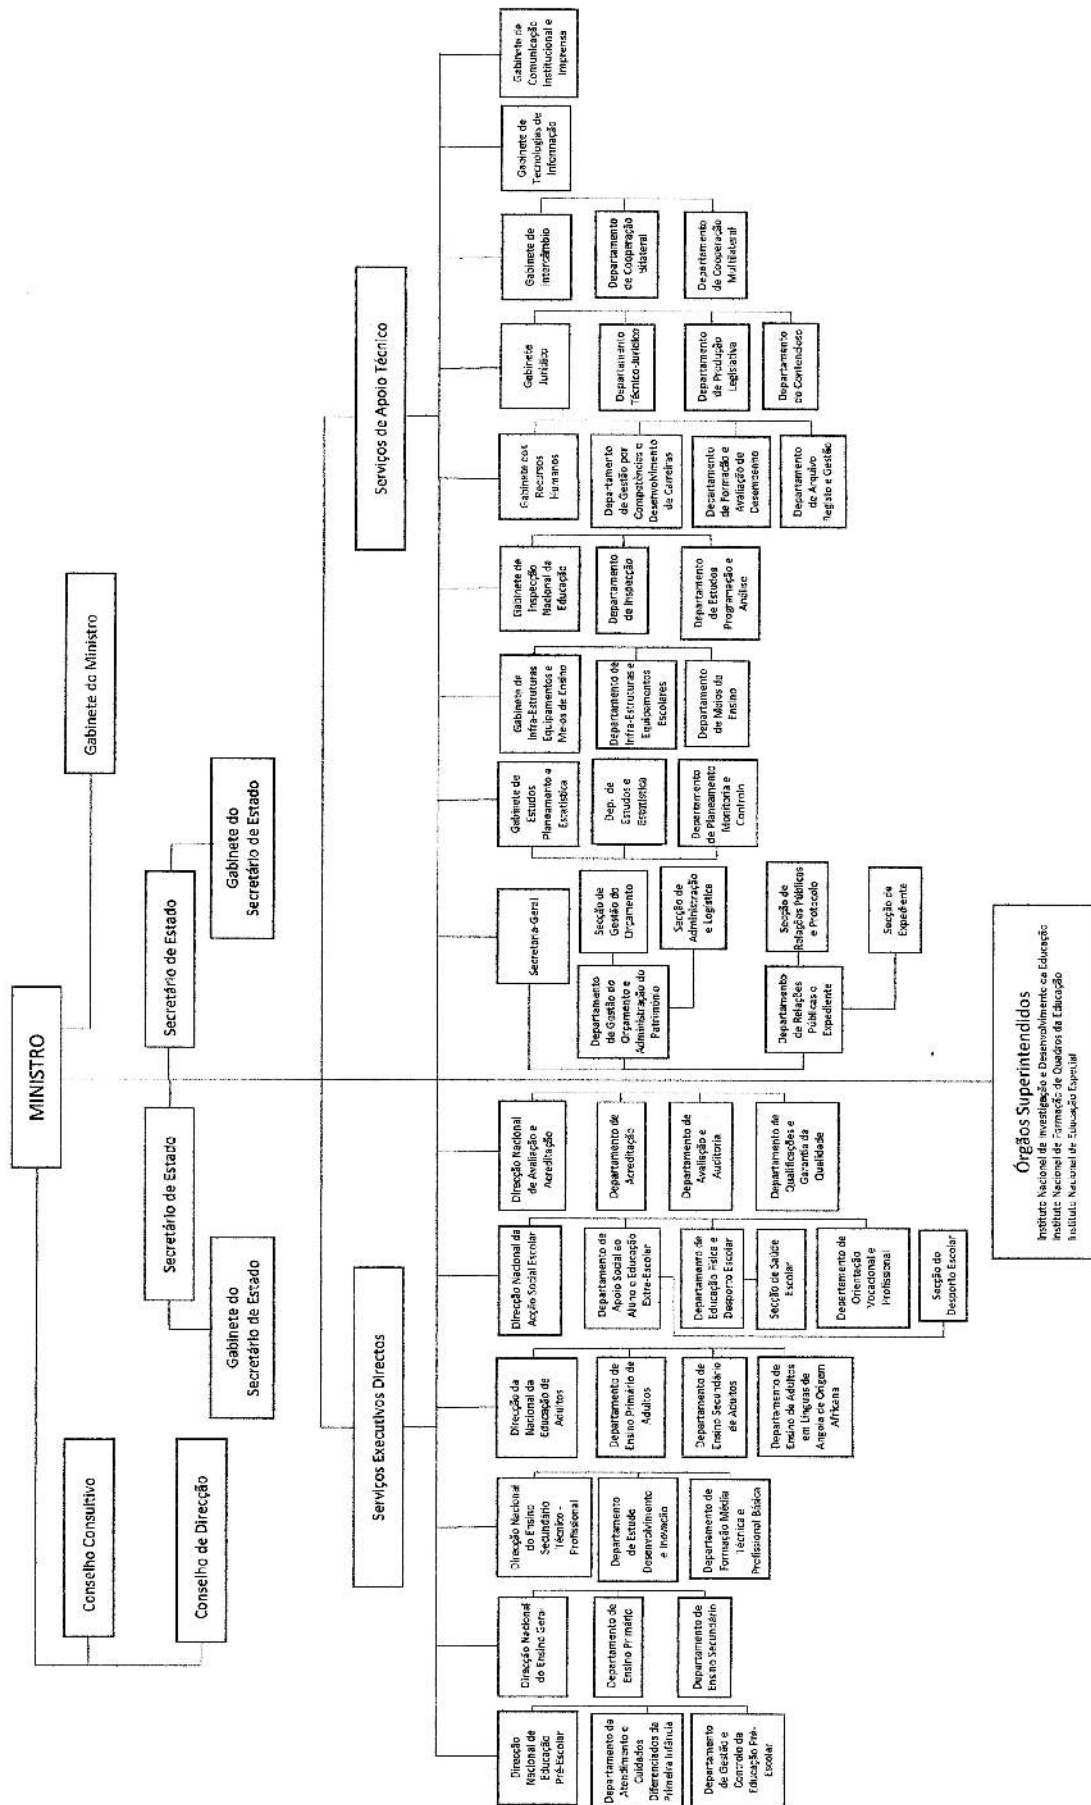 MINISTRO
Gabinete do Ministro
Conselho Consultivo
Conselho de Direcção
Secretário de Estado
Gabinete do
Secretário de Estado
Secretário de Estado
Gabinete do
Secretário de Estado
Serviços Executivos Directos
Serviços de Apoio Técnico
Direcção
Nacional de
Educação
Pré-Escolar
Departamento de
Atendimento e
Cuidados
Diferenciados da
Primeira Infância
Departamento
de Gestão e
Controlo da
Educação Pré-
Escolar
Direcção Nacional
do Ensino Geral
Departamento de
Ensino Primário
Departamento de
Ensino Secundário
Direcção Nacional
do Ensino
Secundário
Técnico -
Profissional
Departamento
de Estudo
Desenvolvimento
e Inovação
Departamento de
Formação Média
Técnica e
Profissional Básica
Direcção da
Nacional da
Educação de
Adultos
Departamento de
Ensino Primário de
Adultos
Departamento de
Ensino Secundário
de Adultos
Departamento de
Ensino de Adultos
em Línguas de
Angola de Origem
Africana
Direcção Nacional da
Acção Social Escolar
Departamento de
Apoio Social ao
Aluno e Educação
Extra-Escolar
Departamento de
Educação Física e
Desporto Escolar
Secção de Saúde
Escolar
Departamento de
Orientação
Vocacional e
Profissional
Secção do
Desporto Escolar
Direcção Nacional
de Avaliação e
Acreditação
Departamento de
Acreditação
Departamento de
Avaliação e
Auditoria
Departamento de
Qualificações e
Garantia da
Qualidade
Secretaria-Geral
Departamento
de Gestão do
Orçamento e
Administração do
Património
Secção de
Gestão do
Orçamento
Secção de
Administração
e Logística
Departamento
de Relações
Públicas e
Expediente
Secção de
Relações Públicas
e Protocolo
Secção de
Expediente
Gabinete de
Estudos
Planeamento e
Estatística
Dep. de
Estudos e
Estatística
Departamento
de Planeamento
Monitoria e
Controlo
Gabinete de
Infra-Estruturas
Equipamentos e
Meios de Ensino
Departamento de
Infra-Estruturas e
Equipamentos
Escolares
Departamento
de Meios de
Ensino
Gabinete de
Inspecção
Nacional da
Educação
Departamento
de Inspecção
Departamento
de Estudos
Programação e
Análise
Gabinete dos
Recursos
Humanos
Departamento
de Gestão por
Competências e
Desenvolvimento
de Carreiras
Departamento
de Formação e
Avaliação de
Desempenho
Departamento
de Arquivo
Registo e Gestão
Gabinete
Jurídico
Departamento
Técnico-Jurídico
Departamento
de Produção
Legislativa
Departamento
do Contencioso
Gabinete de
Intercâmbio
Departamento
de Cooperação
Bilateral
Departamento
de Cooperação
Multilateral
Gabinete de
Tecnologias de
Informação
Gabinete de
Comunicação
Institucional e
Imprensa
Órgãos Superintendidos
Instituto Nacional de Investigação e Desenvolvimento da Educação
Instituto Nacional de Formação de Quadros da Educação
Instituto Nacional de Educação Especial